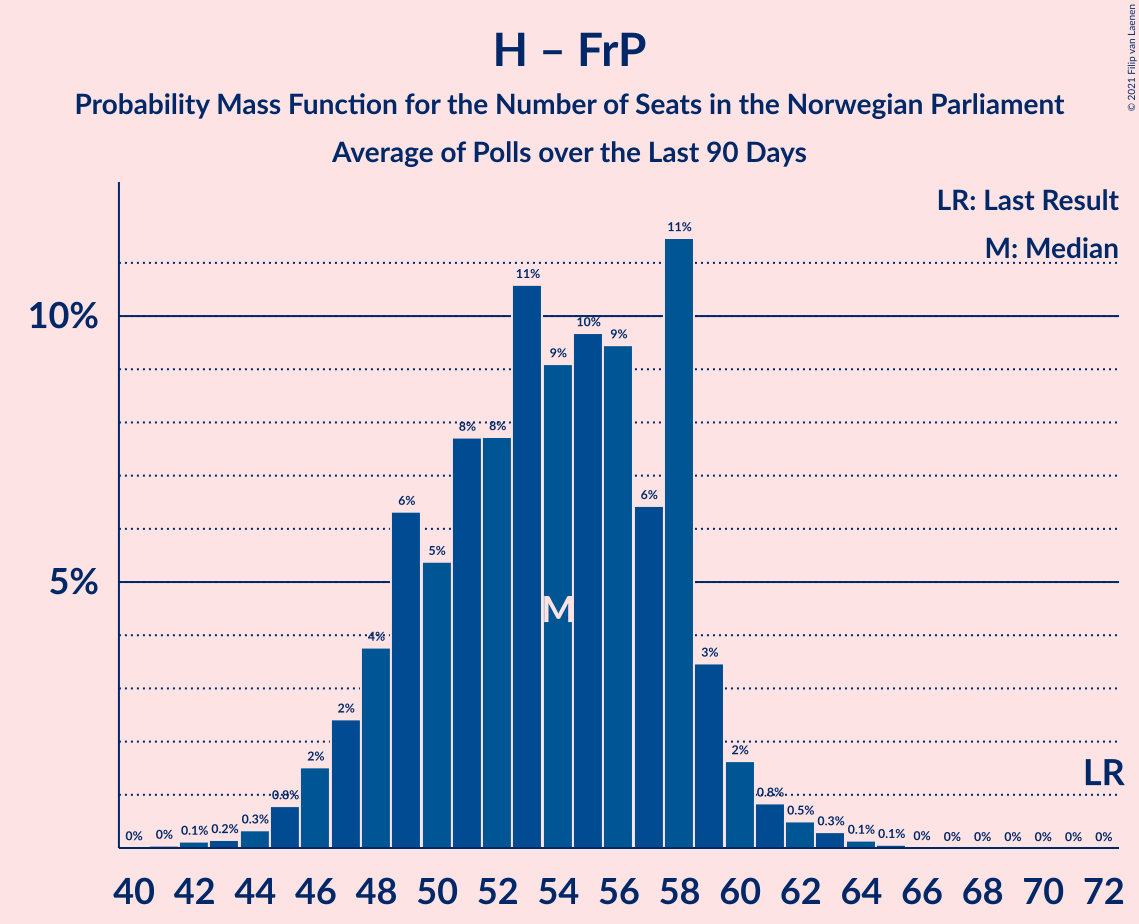 © 2021 Filip van Laenen
H – FrP
Probability Mass Function for the Number of Seats in the Norwegian Parliament
Average of Polls over the Last 90 Days
LR: Last Result
M: Median
10%
5%
0% 0% 0.1% 0.2% 0.3% 0.8% 2% 2% 4% 6% 5% 8% 8% 11% 9% 10% 9% 6% 11% 3% 2% 0.8% 0.5% 0.3% 0.1% 0.1% 0% 0% 0% 0% 0% 0% 0%
M
LR
40 42 44 46 48 50 52 54 56 58 60 62 64 66 68 70 72